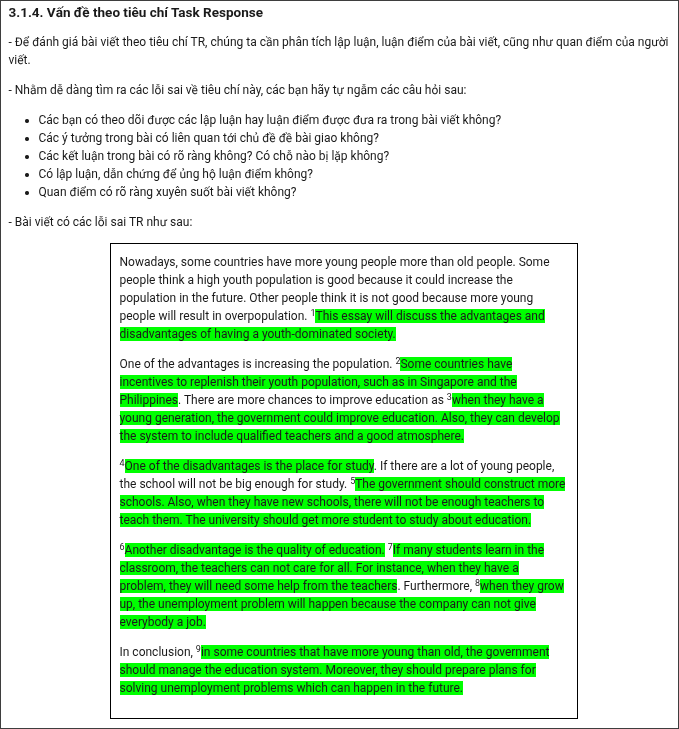 3.1.4. Vấn đề theo tiêu chí Task Response
- Để đánh giá bài viết theo tiêu chí TR, chúng ta cần phân tích lập luận, luận điểm của bài viết, cũng như quan điểm của người
viết.
- Nhằm dễ dàng tìm ra các lỗi sai về tiêu chí này, các bạn hãy tự ngẫm các câu hỏi sau:
• Các bạn có theo dõi được các lập luận hay luận điểm được đưa ra trong bài viết không?
• Các ý tưởng trong bài có liên quan tới chủ đề đề bài giao không?
• Các kết luận trong bài có rõ ràng không? Có chỗ nào bị lặp không?
• Có lập luận, dẫn chứng để ủng hộ luận điểm không?
• Quan điểm có rõ ràng xuyên suốt bài viết không?
- Bài viết có các lỗi sai TR như sau:
Nowadays, some countries have more young people more than old people. Some
people think a high youth population is good because it could increase the
population in the future. Other people think it is not good because more young
people will result in overpopulation. ¹This essay will discuss the advantages and
disadvantages of having a youth-dominated society.
One of the advantages is increasing the population. ²Some countries have
incentives to replenish their youth population, such as in Singapore and the
Philippines. There are more chances to improve education as ³when they have a
young generation, the government could improve education. Also, they can develop
the system to include qualified teachers and a good atmosphere.
⁴One of the disadvantages is the place for study. If there are a lot of young people,
the school will not be big enough for study. ⁵The government should construct more
schools. Also, when they have new schools, there will not be enough teachers to
teach them. The university should get more student to study about education.
⁶Another disadvantage is the quality of education. ⁷If many students learn in the
classroom, the teachers can not care for all. For instance, when they have a
problem, they will need some help from the teachers. Furthermore, ⁸when they grow
up, the unemployment problem will happen because the company can not give
everybody a job.
In conclusion, ⁹in some countries that have more young than old, the government
should manage the education system. Moreover, they should prepare plans for
solving unemployment problems which can happen in the future.